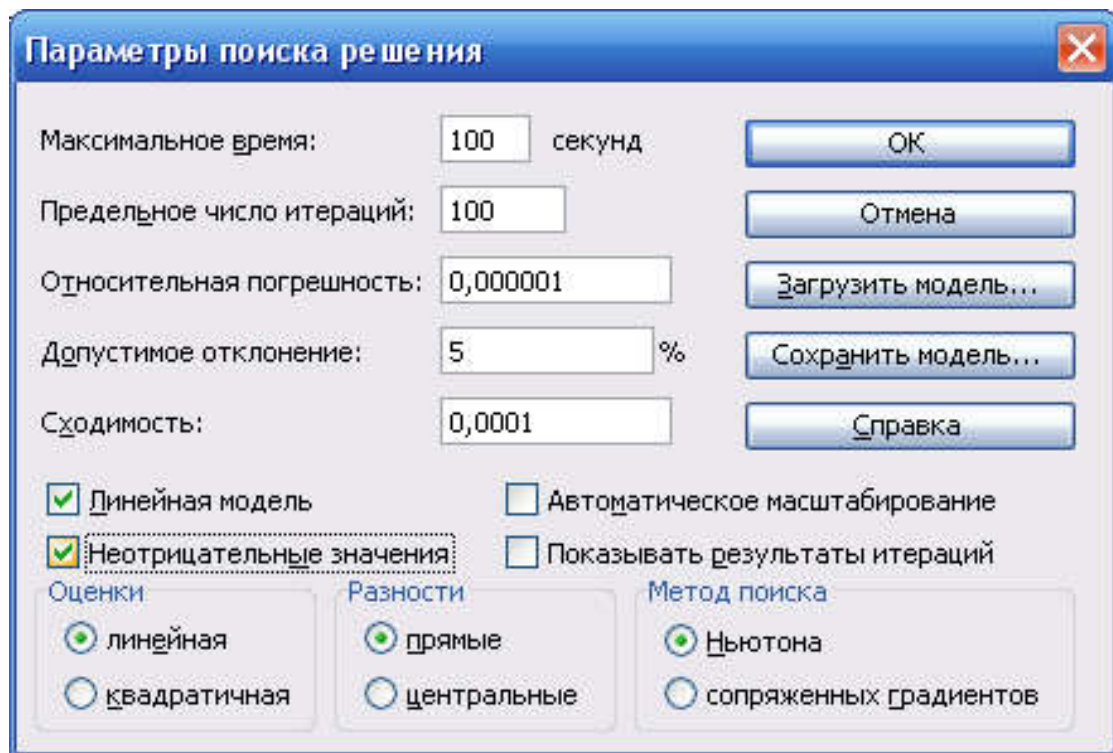 Параметры поиска решения
Максимальное время: 100 секунд ОК
Предельное число итераций: 100 Отмена
Относительная погрешность: 0,000001 Загрузить модель...
Допустимое отклонение: 5 % Сохранить модель...
Сходимость: 0,0001 Справка
Линейная модель Автоматическое масштабирование
Неотрицательные значения Показывать результаты итераций
Оценки Разности Метод поиска
линейная прямые Ньютона
квадратичная центральные сопряженных градиентов